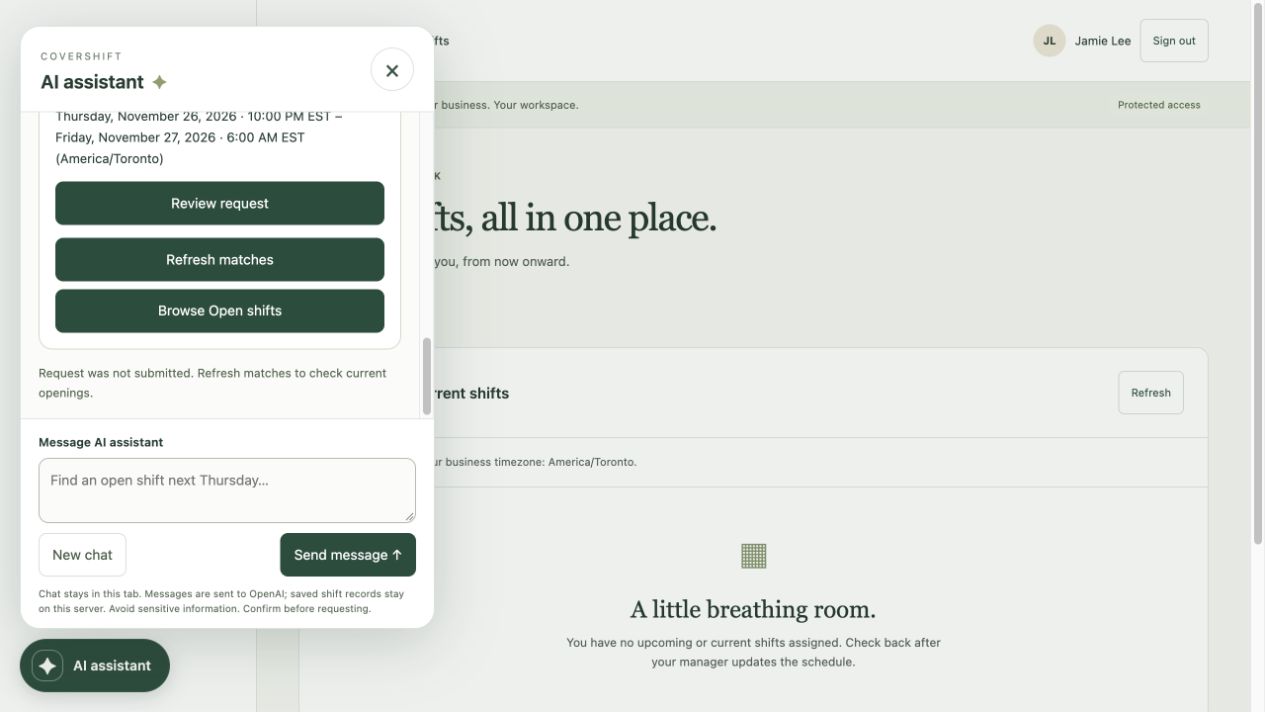 COVERSHIFT
AI assistant
Thursday, November 26, 2026 · 10:00 PM EST –
Friday, November 27, 2026 · 6:00 AM EST
(America/Toronto)
Review request
Refresh matches
Browse Open shifts
Request was not submitted. Refresh matches to check current
openings.
Message AI assistant
Find an open shift next Thursday...
New chat
Send message ↑
Chat stays in this tab. Messages are sent to OpenAI; saved shift records stay
on this server. Avoid sensitive information. Confirm before requesting.
AI assistant
JL
Jamie Lee
Sign out
business. Your workspace.
Protected access
all in one place.
you, from now onward.
shifts
Refresh
business timezone: America/Toronto.
A little breathing room.
You have no upcoming or current shifts assigned. Check back after
your manager updates the schedule.